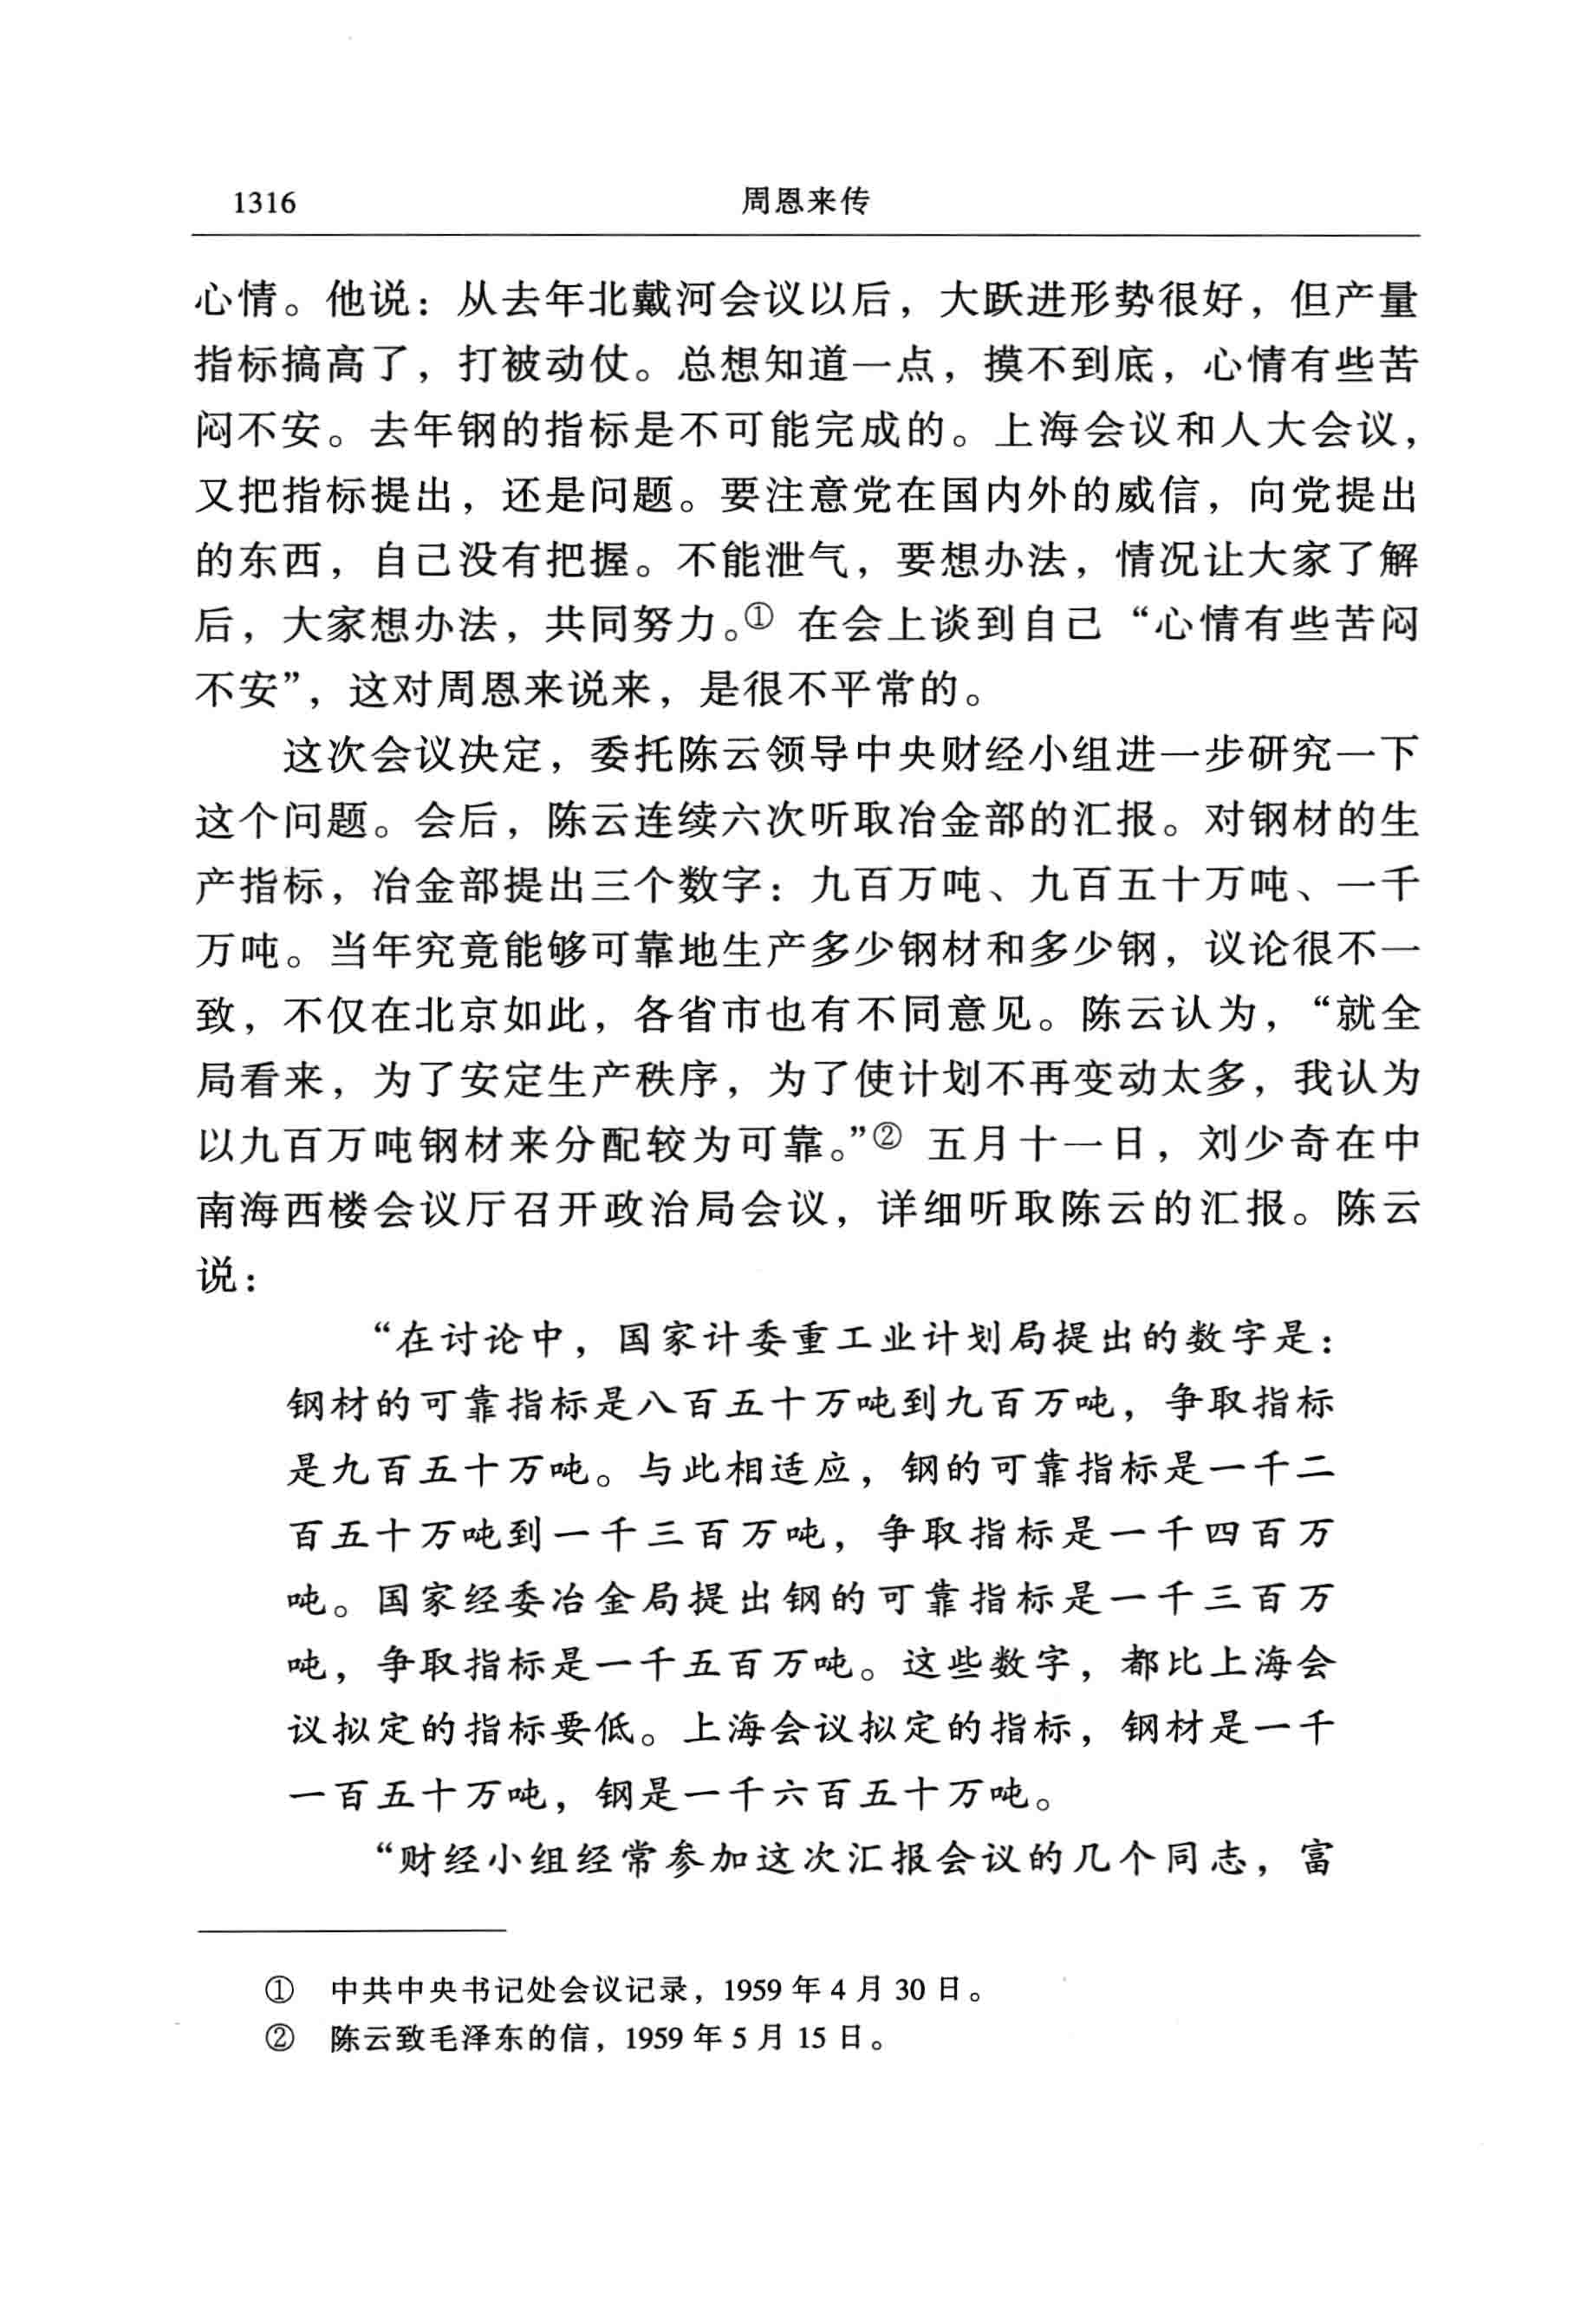 1316
周恩来传
心情。他说：从去年北戴河会议以后，大跃进形势很好，但产量
指标搞高了，打被动仗。总想知道一点，摸不到底，心情有些苦
闷不安。去年钢的指标是不可能完成的。上海会议和人大会议，
又把指标提出，还是问题。要注意党在国内外的威信，向党提出
的东西，自己没有把握。不能泄气，要想办法，情况让大家了解
后，大家想办法，共同努力。① 在会上谈到自己“心情有些苦闷
不安”，这对周恩来说来，是很不平常的。
这次会议决定，委托陈云领导中央财经小组进一步研究一下
这个问题。会后，陈云连续六次听取冶金部的汇报。对钢材的生
产指标，冶金部提出三个数字：九百万吨、九百五十万吨、一千
万吨。当年究竟能够可靠地生产多少钢材和多少钢，议论很不一
致，不仅在北京如此，各省市也有不同意见。陈云认为，“就全
局看来，为了安定生产秩序，为了使计划不再变动太多，我认为
以九百万吨钢材来分配较为可靠。”② 五月十一日，刘少奇在中
南海西楼会议厅召开政治局会议，详细听取陈云的汇报。陈云
说：
“在讨论中，国家计委重工业计划局提出的数字是：
钢材的可靠指标是八百五十万吨到九百万吨，争取指标
是九百五十万吨。与此相适应，钢的可靠指标是一千二
百五十万吨到一千三百万吨，争取指标是一千四百万
吨。国家经委冶金局提出钢的可靠指标是一千三百万
吨，争取指标是一千五百万吨。这些数字，都比上海会
议拟定的指标要低。上海会议拟定的指标，钢材是一千
一百五十万吨，钢是一千六百五十万吨。
“财经小组经常参加这次汇报会议的几个同志，富
① 中共中央书记处会议记录，1959 年 4 月 30 日。
② 陈云致毛泽东的信，1959 年 5 月 15 日。